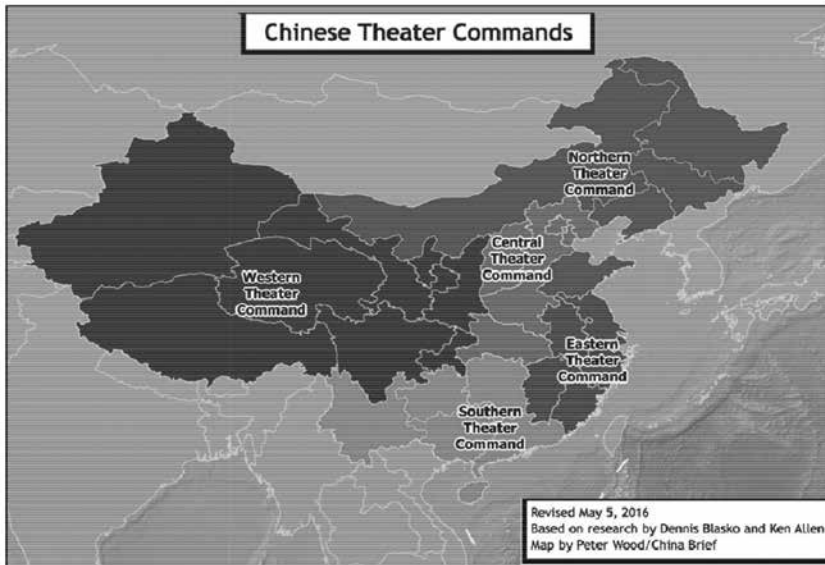 Chinese Theater Commands
Northern
Theater
Command
Central
Theater
Command
Western
Theater
Command
Eastern
Theater
Command
Southern
Theater
Command
Revised May 5, 2016
Based on research by Dennis Blasko and Ken Allen
Map by Peter Wood/China Brief